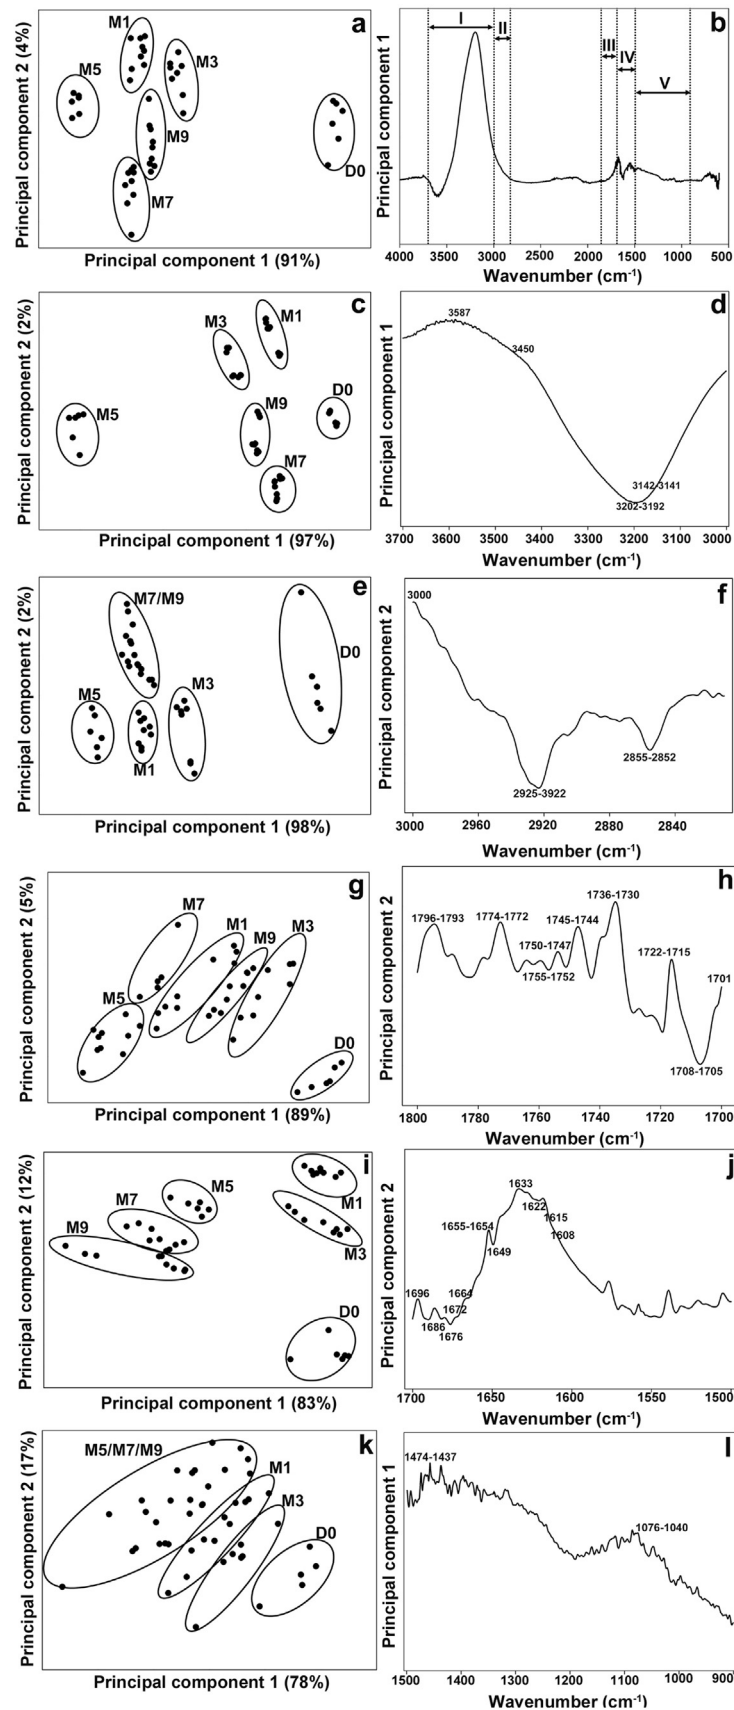 a
M1
M3
M5
M9
M7
D0
Principal component 2 (4%)
Principal component 1 (91%)
b
I
II
III
IV
V
Principal component 1
4000 3500 3000 2500 2000 1500 1000 500
Wavenumber (cm-1)
c
M3
M1
M5
M9
D0
M7
Principal component 2 (2%)
Principal component 1 (97%)
d
3587
3450
3142-3141
3202-3192
Principal component 1
3700 3600 3500 3400 3300 3200 3100 3000
Wavenumber (cm-1)
e
M7/M9
D0
M5
M3
M1
Principal component 2 (2%)
Principal component 1 (98%)
f
3000
2855-2852
2925-3922
Principal component 2
3000 2960 2920 2880 2840
Wavenumber (cm-1)
g
M7
M1
M9
M3
M5
D0
Principal component 2 (5%)
Principal component 1 (89%)
h
1736-1730
1796-1793
1774-1772
1745-1744
1750-1747
1755-1752
1722-1715
1701
1708-1705
Principal component 2
1800 1780 1760 1740 1720 1700
Wavenumber (cm-1)
i
M5
M7
M1
M9
M3
D0
Principal component 2 (12%)
Principal component 1 (83%)
j
1633
1622
1615
1655-1654
1608
1649
1696
1664
1672
1686
1676
Principal component 2
1700 1650 1600 1550 1500
Wavenumber (cm-1)
k
M5/M7/M9
M1
M3
D0
Principal component 2 (17%)
Principal component 1 (78%)
l
1474-1437
1076-1040
Principal component 1
1500 1400 1300 1200 1100 1000 900
Wavenumber (cm-1)